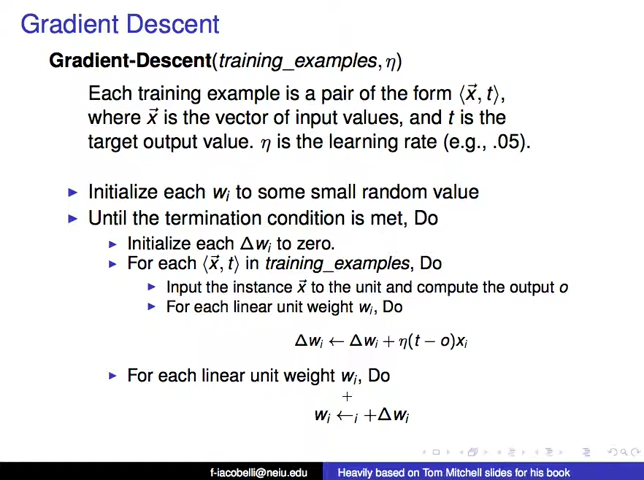 Gradient Descent
Gradient-Descent(training_examples, η)
Each training example is a pair of the form ⟨x⃗, t⟩,
where x⃗ is the vector of input values, and t is the
target output value. η is the learning rate (e.g., .05).
▶ Initialize each wᵢ to some small random value
▶ Until the termination condition is met, Do
▶ Initialize each Δwᵢ to zero.
▶ For each ⟨x⃗, t⟩ in training_examples, Do
▶ Input the instance x⃗ to the unit and compute the output o
▶ For each linear unit weight wᵢ, Do
Δwᵢ ← Δwᵢ + η(t − o)xᵢ
▶ For each linear unit weight wᵢ, Do
+
wᵢ ←ᵢ +Δwᵢ
f-iacobelli@neiu.edu
Heavily based on Tom Mitchell slides for his book